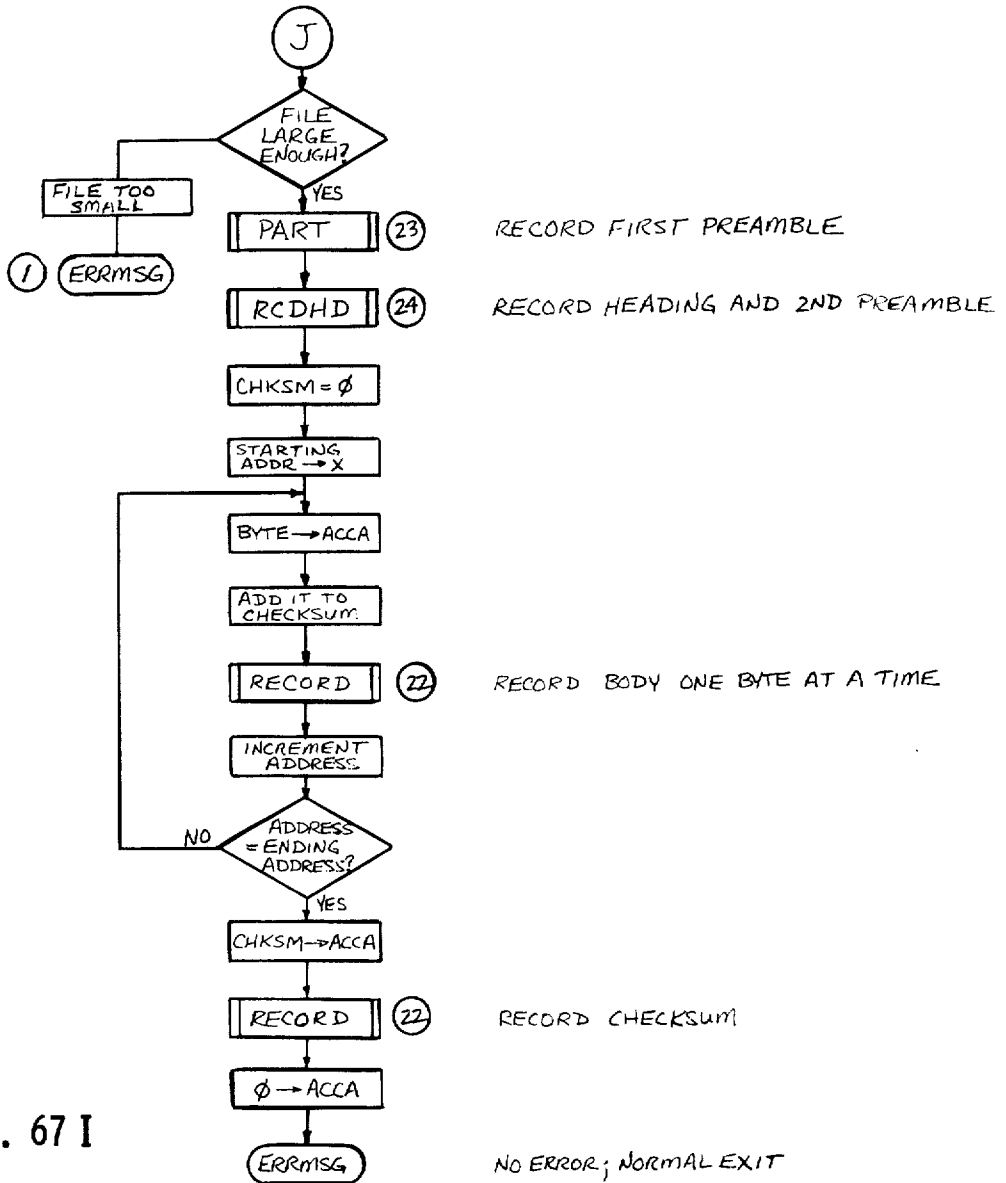 J
FILE
LARGE
ENOUGH?
YES
FILE TOO
SMALL
1
ERRMSG
PART
23
RECORD FIRST PREAMBLE
RCDHD
24
RECORD HEADING AND 2ND PREAMBLE
CHKSM = Ø
STARTING
ADDR → X
BYTE → ACCA
ADD IT TO
CHECKSUM
RECORD
22
RECORD BODY ONE BYTE AT A TIME
INCREMENT
ADDRESS
NO
ADDRESS
= ENDING
ADDRESS?
YES
CHKSM → ACCA
RECORD
22
RECORD CHECKSUM
Ø → ACCA
. 67 I
ERRMSG
NO ERROR; NORMAL EXIT